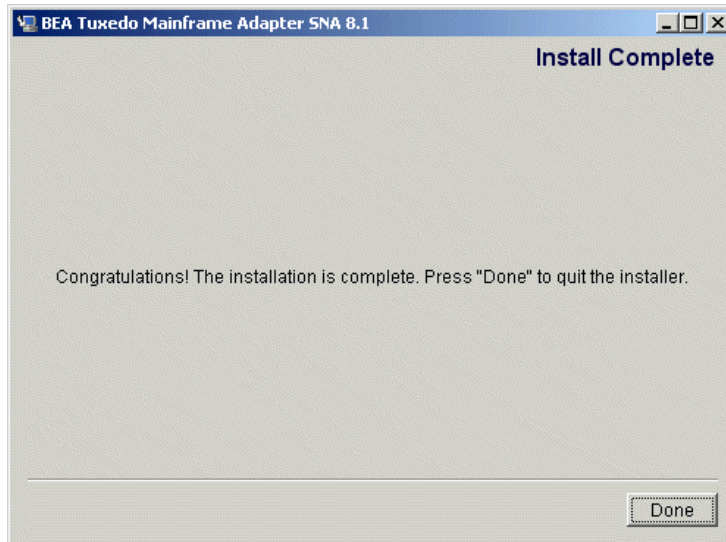 BEA Tuxedo Mainframe Adapter SNA 8.1
Install Complete
Congratulations! The installation is complete. Press "Done" to quit the installer.
Done